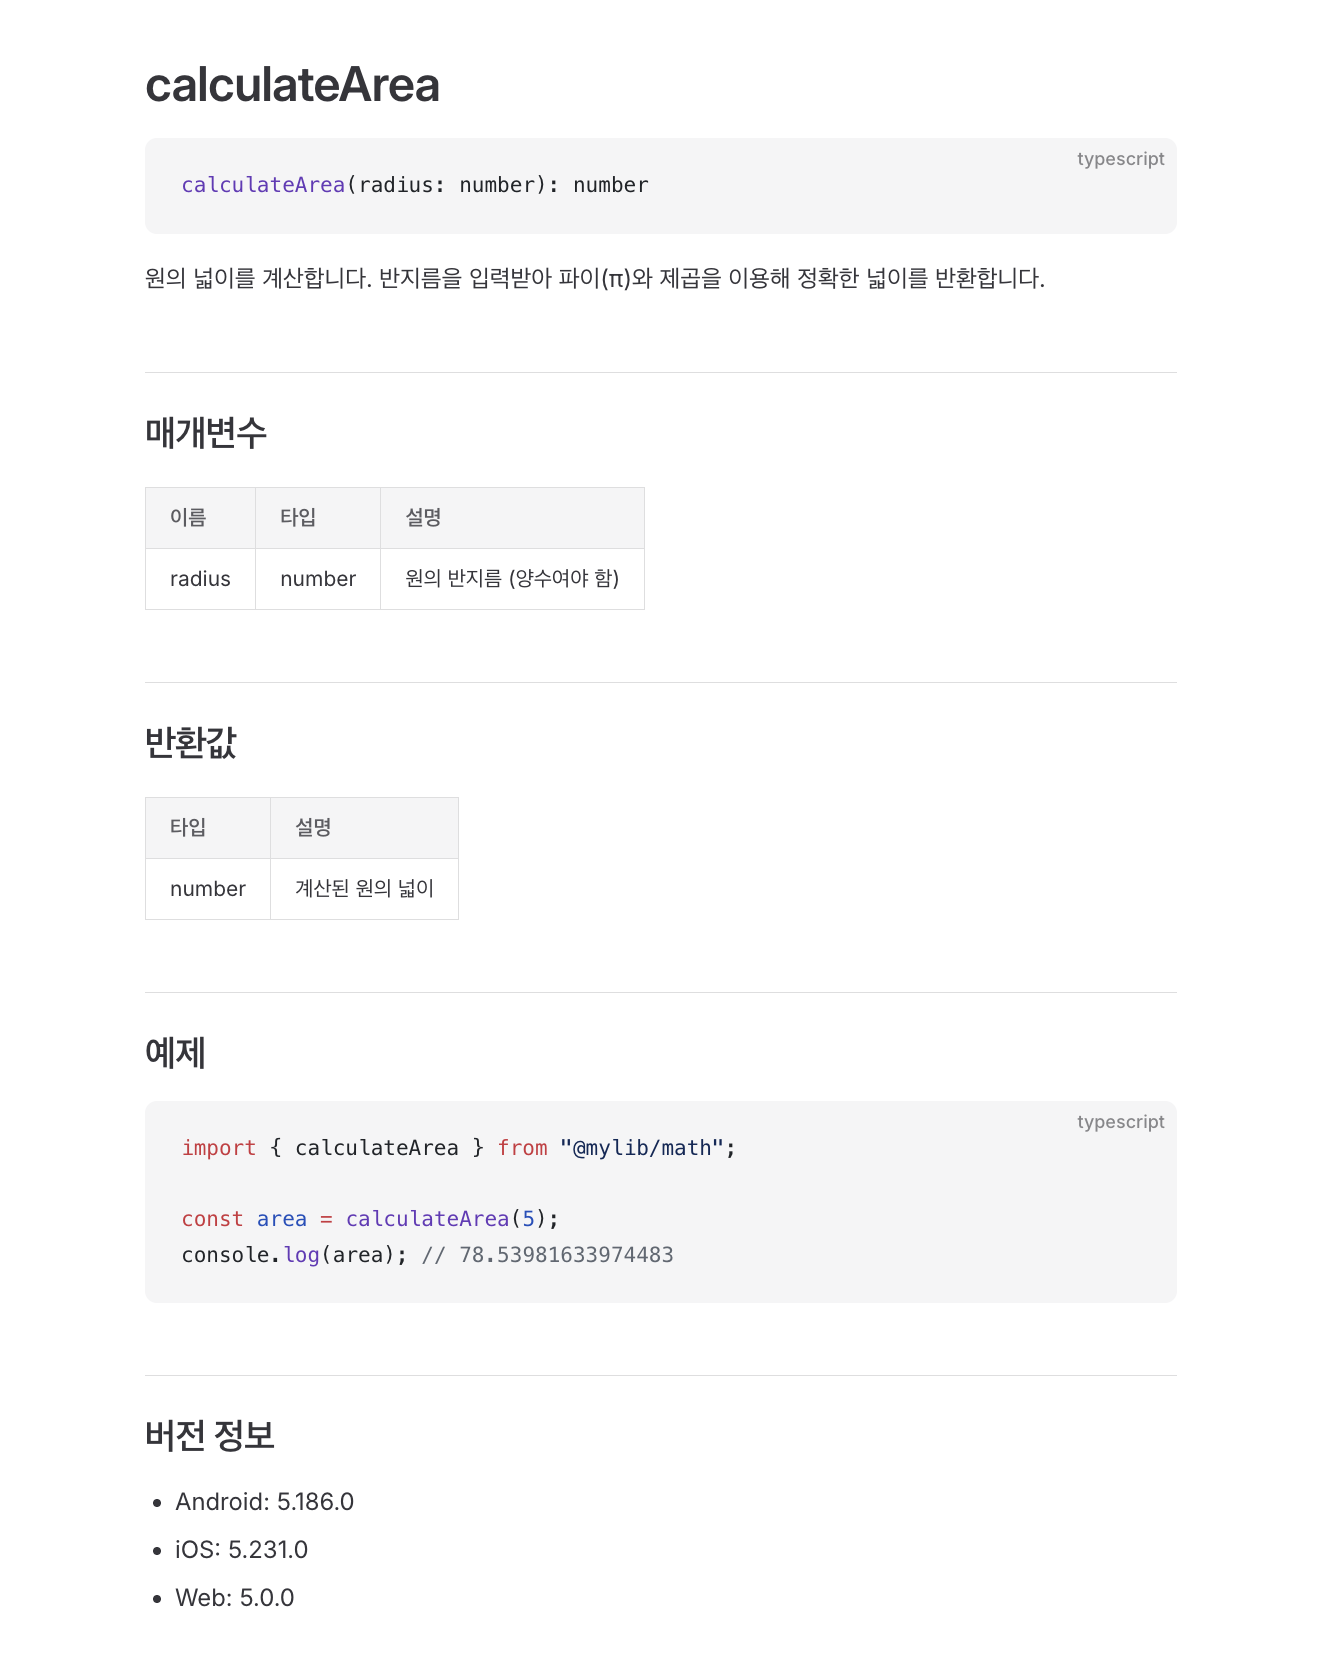 calculateArea
typescript
calculateArea(radius: number): number
원의 넓이를 계산합니다. 반지름을 입력받아 파이(π)와 제곱을 이용해 정확한 넓이를 반환합니다.
매개변수
이름 타입 설명
radius number 원의 반지름 (양수여야 함)
반환값
타입 설명
number 계산된 원의 넓이
예제
typescript
import { calculateArea } from "@mylib/math";
const area = calculateArea(5);
console.log(area); // 78.53981633974483
버전 정보
• Android: 5.186.0
• iOS: 5.231.0
• Web: 5.0.0